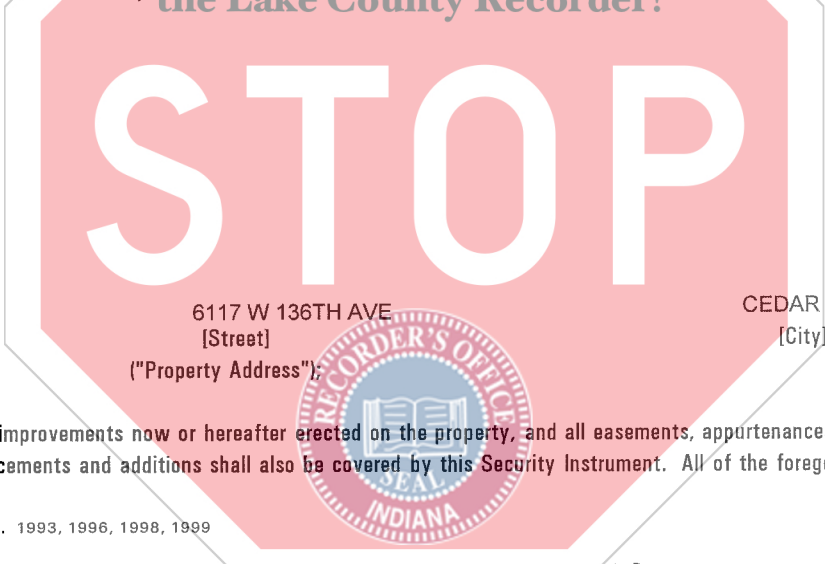 the Lake County Recorder!
STOP
6117 W 136TH AVE CEDAR
[Street] [City]
("Property Address");
RECORDER'S OFFICE
improvements now or hereafter erected on the property, and all easements, appurtenance
cements and additions shall also be covered by this Security Instrument. All of the forego
SEAL
INDIANA
. 1993, 1996, 1998, 1999